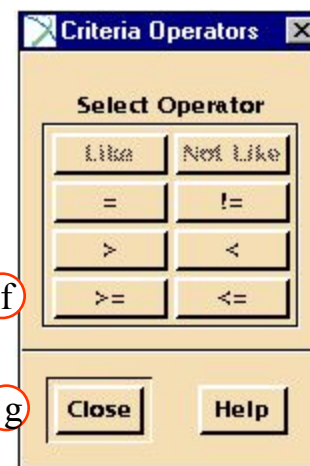 Criteria Operators
Select Operator
Like Not Like
= !=
> <
f >= <=
g Close Help